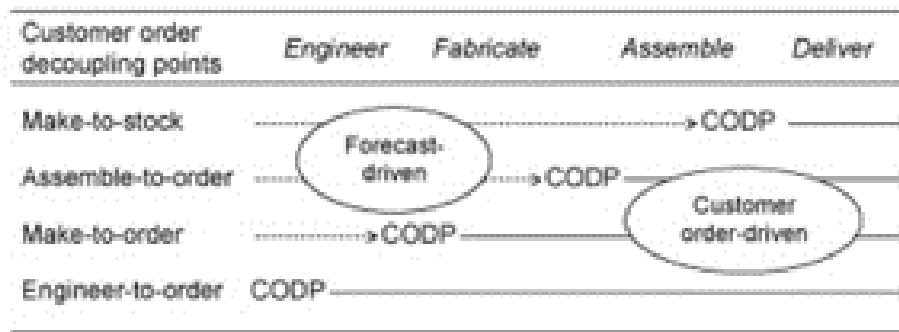 Customer order
decoupling points
Engineer Fabricate Assemble Deliver
Make-to-stock CODP
Forecast-
driven
Assemble-to-order CODP
Customer
order-driven
Make-to-order CODP
Engineer-to-order CODP